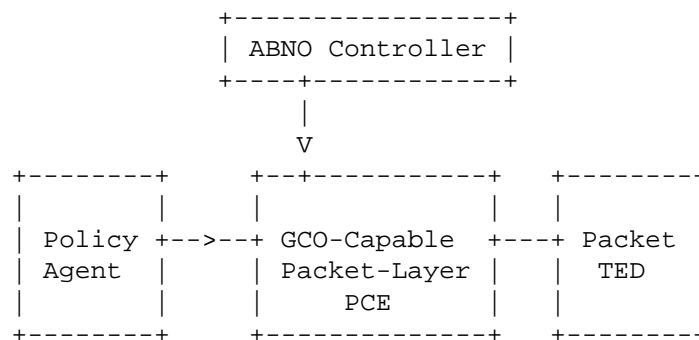 ABNO Controller
V
Policy GCO-Capable Packet
Agent Packet-Layer TED
PCE